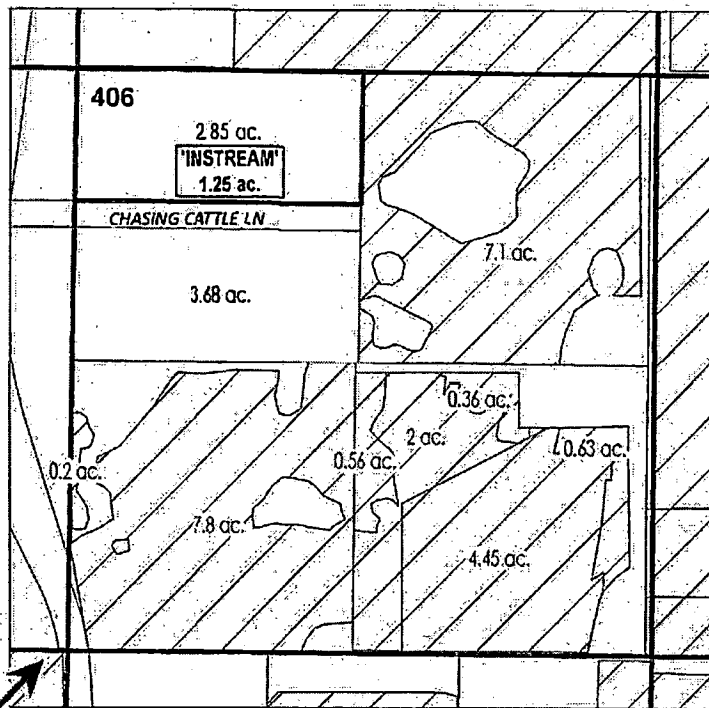 406
2.85 ac.
'INSTREAM'
1.25 ac.
CHASING CATTLE LN
7.1 ac.
3.68 ac.
0.36 ac.
2 ac.
0.63 ac.
0.56 ac.
0.2 ac.
7.8 ac.
4.45 ac.